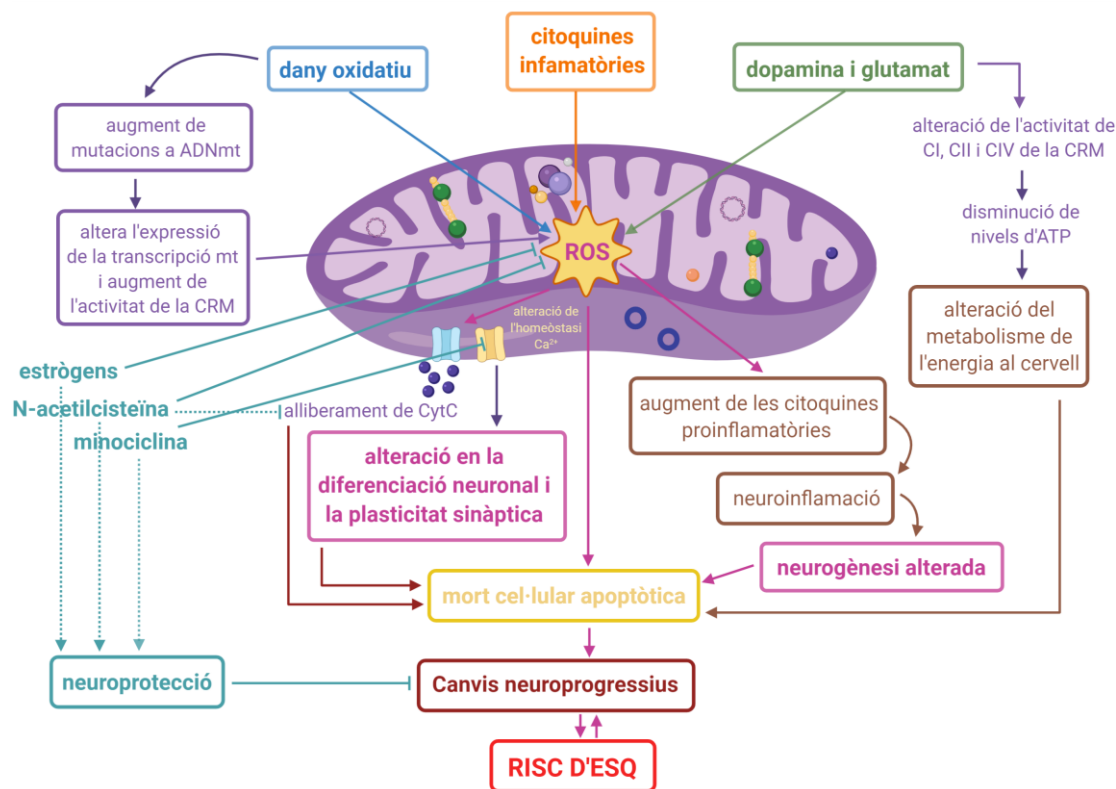 citoquines
infamatòries
dany oxidatiu
dopamina i glutamat
augment de
mutacions a ADNmt
alteració de l'activitat de
CI, CII i CIV de la CRM
altera l'expressió
de la transcripció mt
i augment de
l'activitat de la CRM
ROS
disminució de
nivels d'ATP
alteració de
l'homeòstasi
Ca²⁺
alteració del
metabolisme de
l'energia al cervell
estrògens
N-acetilcisteïna
minociclina
alliberament de CytC
augment de les citoquines
proinflamatòries
alteració en la
diferenciació neuronal i
la plasticitat sinàptica
neuroinflamació
neurogènesi alterada
mort cel·lular apoptòtica
neuroprotecció
Canvis neuroprogressius
RISC D'ESQ